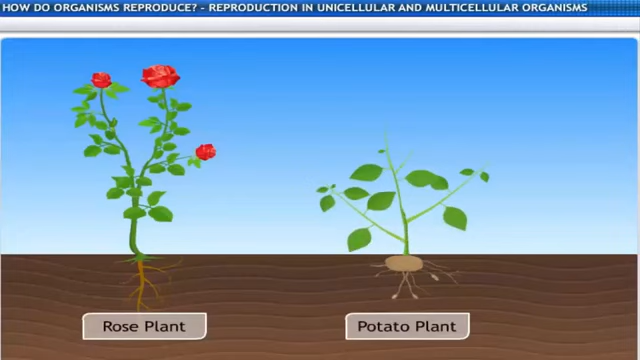 HOW DO ORGANISMS REPRODUCE? - REPRODUCTION IN UNICELLULAR AND MULTICELLULAR ORGANISMS
Rose Plant
Potato Plant